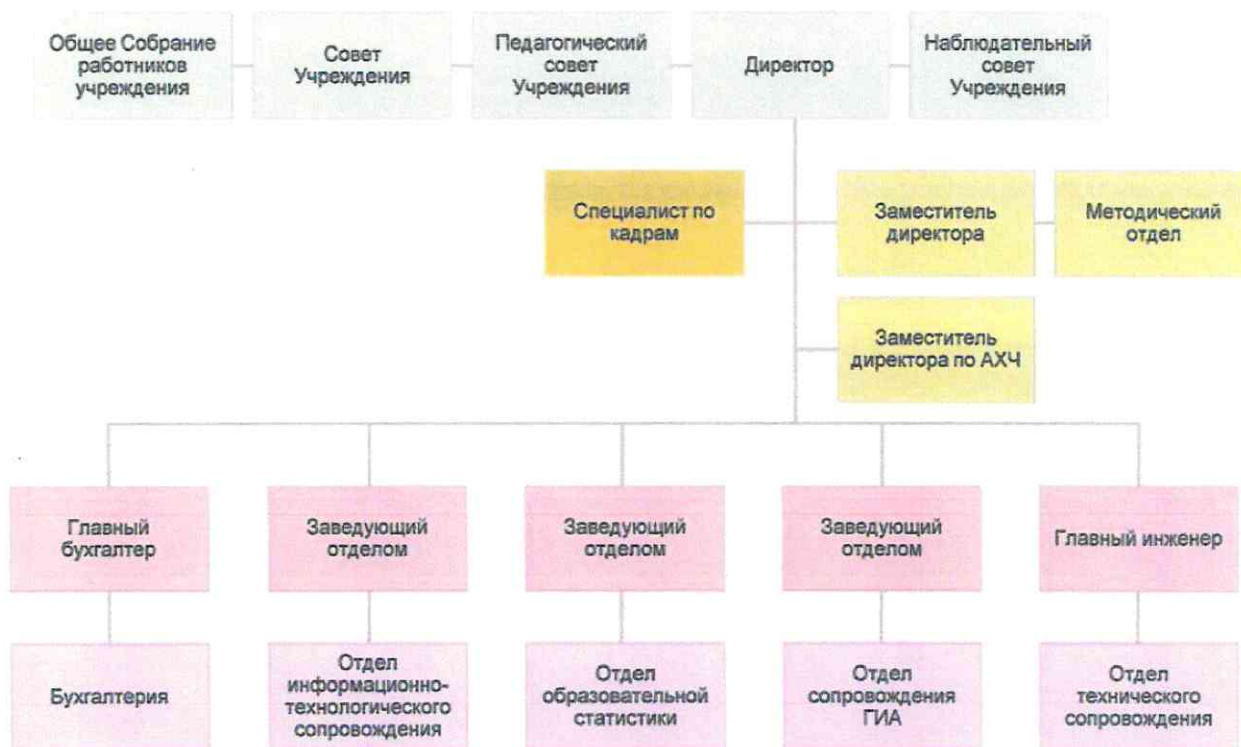 Общее Собрание
работников
учреждения
Совет
Учреждения
Педагогический
совет
Учреждения
Директор
Наблюдательный
совет
Учреждения
Специалист по
кадрам
Заместитель
директора
Методический
отдел
Заместитель
директора по АХЧ
Главный
бухгалтер
Заведующий
отделом
Заведующий
отделом
Заведующий
отделом
Главный инженер
Бухгалтерия
Отдел
информационно-
технологического
сопровождения
Отдел
образовательной
статистики
Отдел
сопровождения
ГИА
Отдел
технического
сопровождения